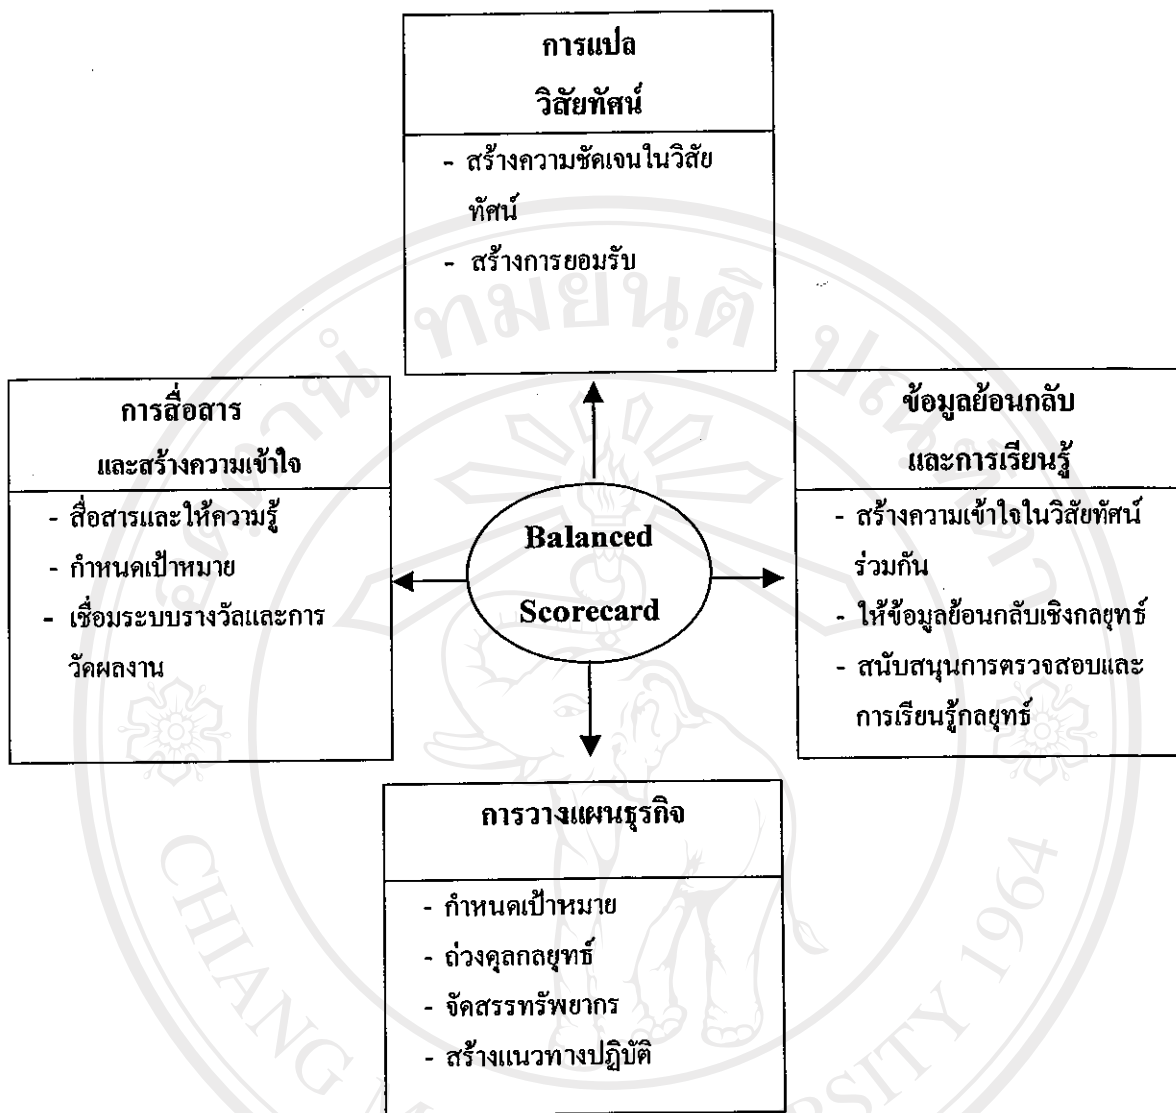 การแปล
วิสัยทัศน์
- สร้างความชัดเจนในวิสัย
ทัศน์
- สร้างการยอมรับ
การสื่อสาร
และสร้างความเข้าใจ
- สื่อสารและให้ความรู้
- กำหนดเป้าหมาย
- เชื่อมระบบรางวัลและการ
วัดผลงาน
Balanced
Scorecard
ข้อมูลย้อนกลับ
และการเรียนรู้
- สร้างความเข้าใจในวิสัยทัศน์
ร่วมกัน
- ให้ข้อมูลย้อนกลับเชิงกลยุทธ์
- สนับสนุนการตรวจสอบและ
การเรียนรู้กลยุทธ์
การวางแผนธุรกิจ
- กำหนดเป้าหมาย
- ถ่วงดุลกลยุทธ์
- จัดสรรทรัพยากร
- สร้างแนวทางปฏิบัติ
ทมยนฺติ
CHIANG
1964